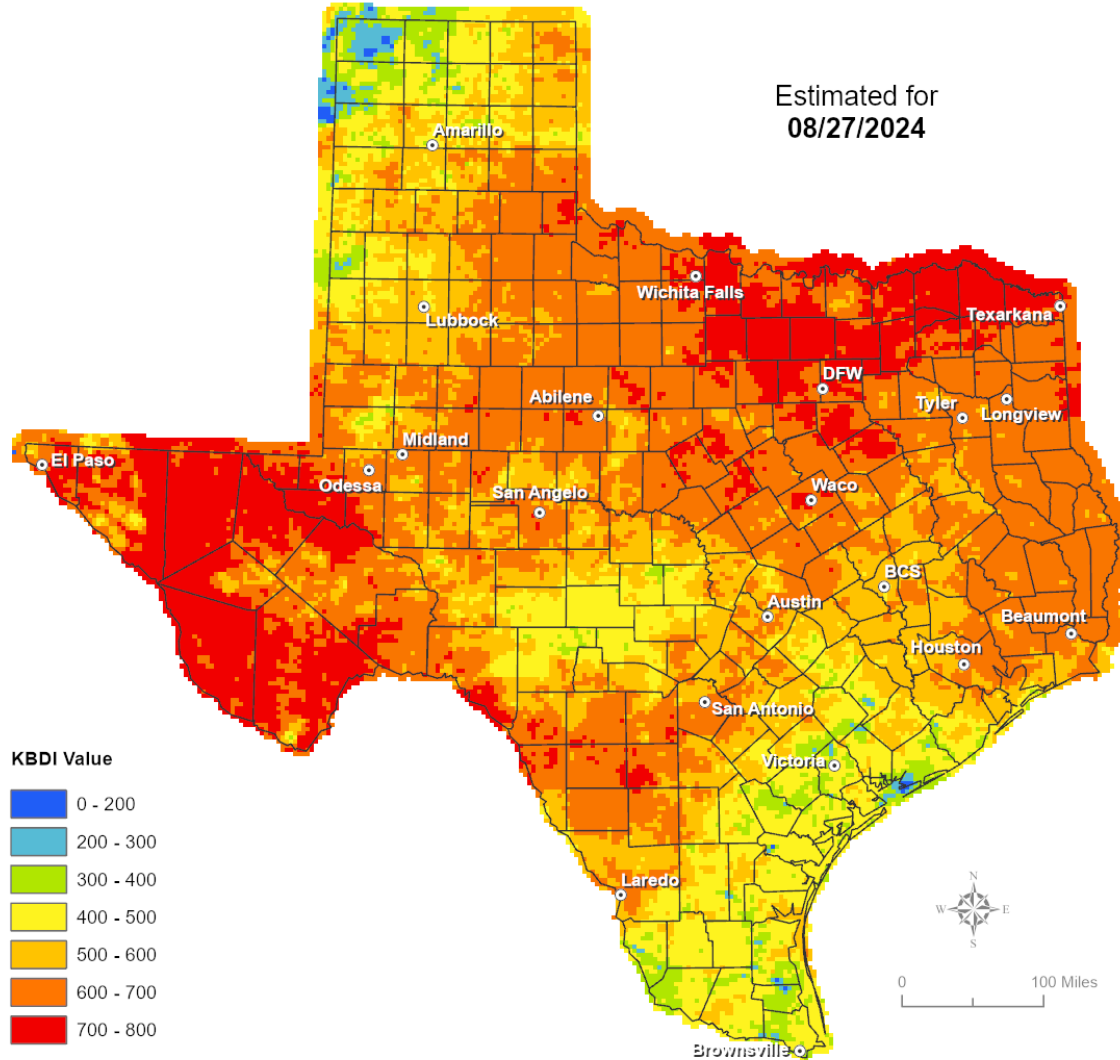 Estimated for
08/27/2024
Amarillo
Wichita Falls
Lubbock
Texarkana
DFW
Abilene
Tyler
Longview
Midland
El Paso
Odessa
San Angelo
Waco
BCS
Austin
Beaumont
Houston
San Antonio
Victoria
Laredo
Brownsville
KBDI Value
0 - 200
200 - 300
300 - 400
400 - 500
500 - 600
600 - 700
700 - 800
N
W E
S
0 100 Miles